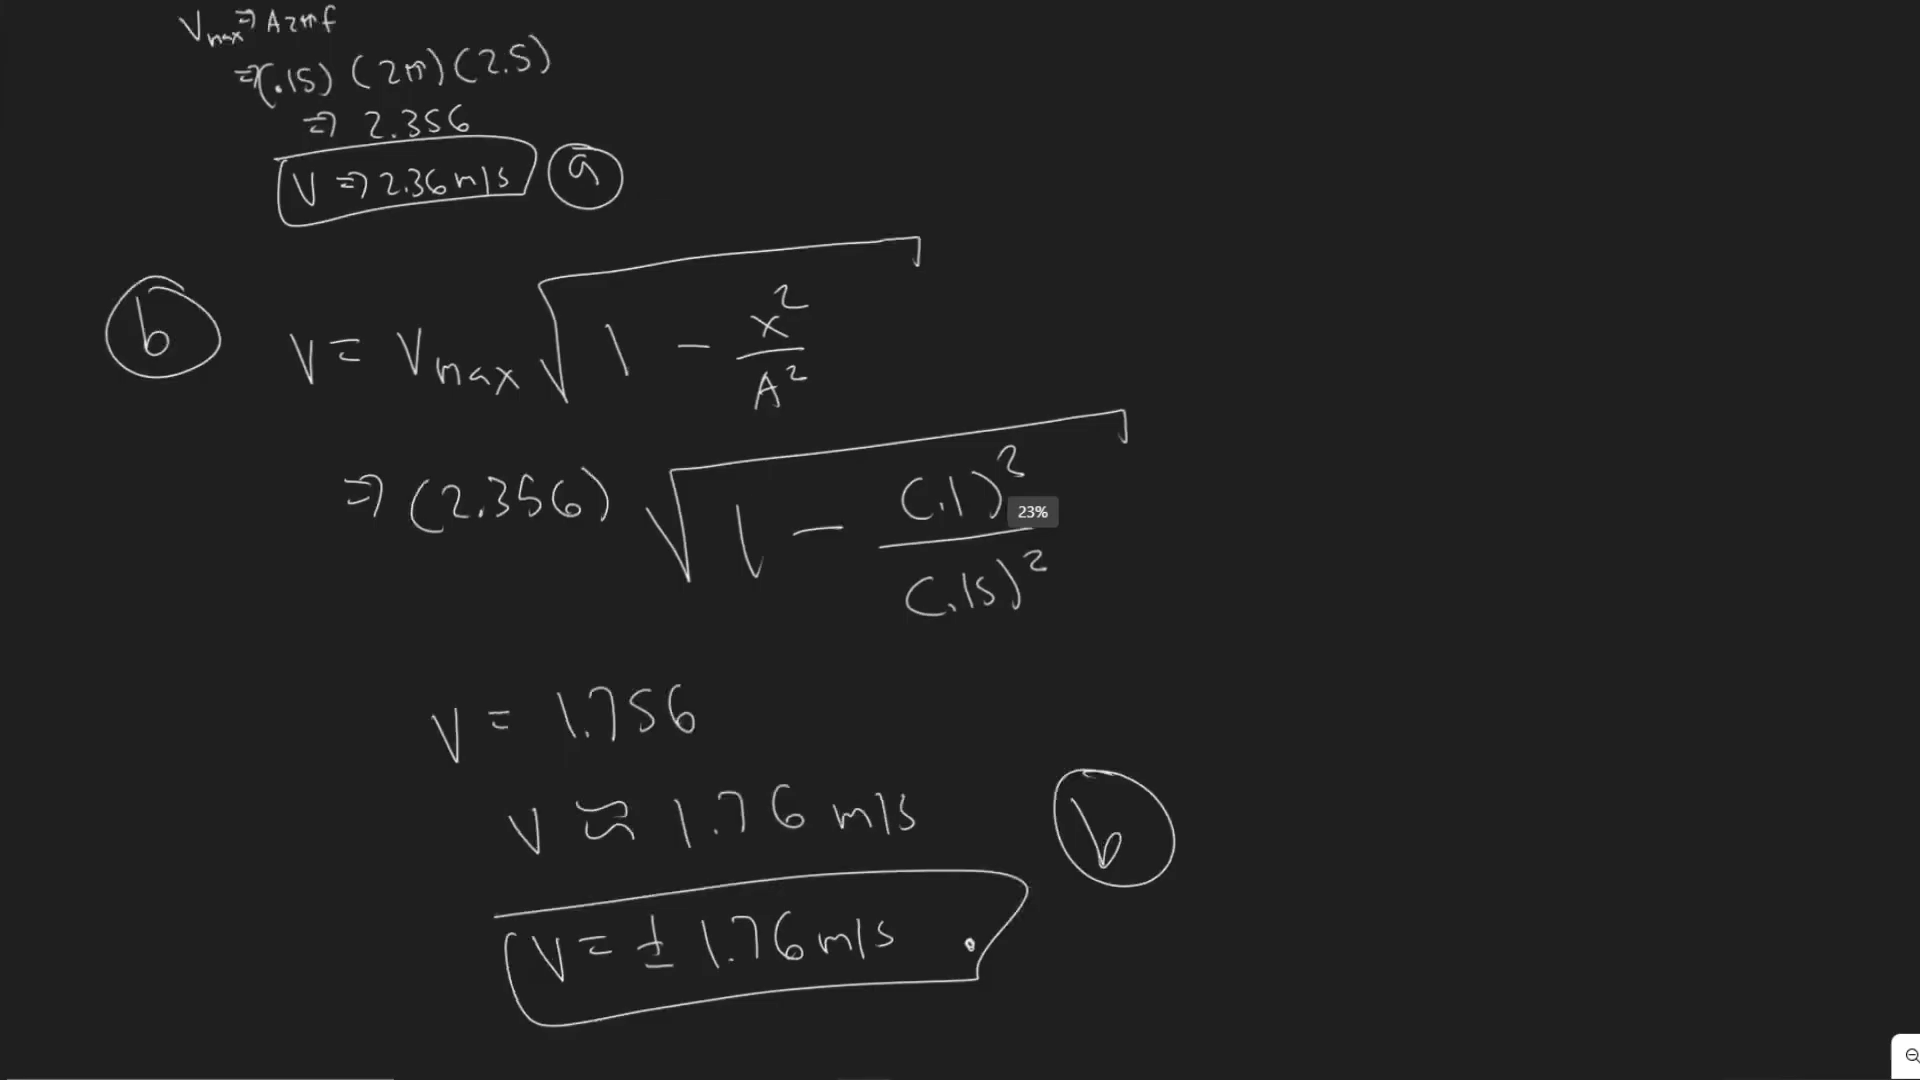 Vmax => A2πf
=> (.15) (2π) (2.5)
=> 2.356
V => 2.36 m/s a
b V = Vmax √1 - x²/A²
=> (2.356) √1 - (.1)²/(.15)²
23%
V = 1.756
V ≈ 1.76 m/s
b
V = ± 1.76 m/s